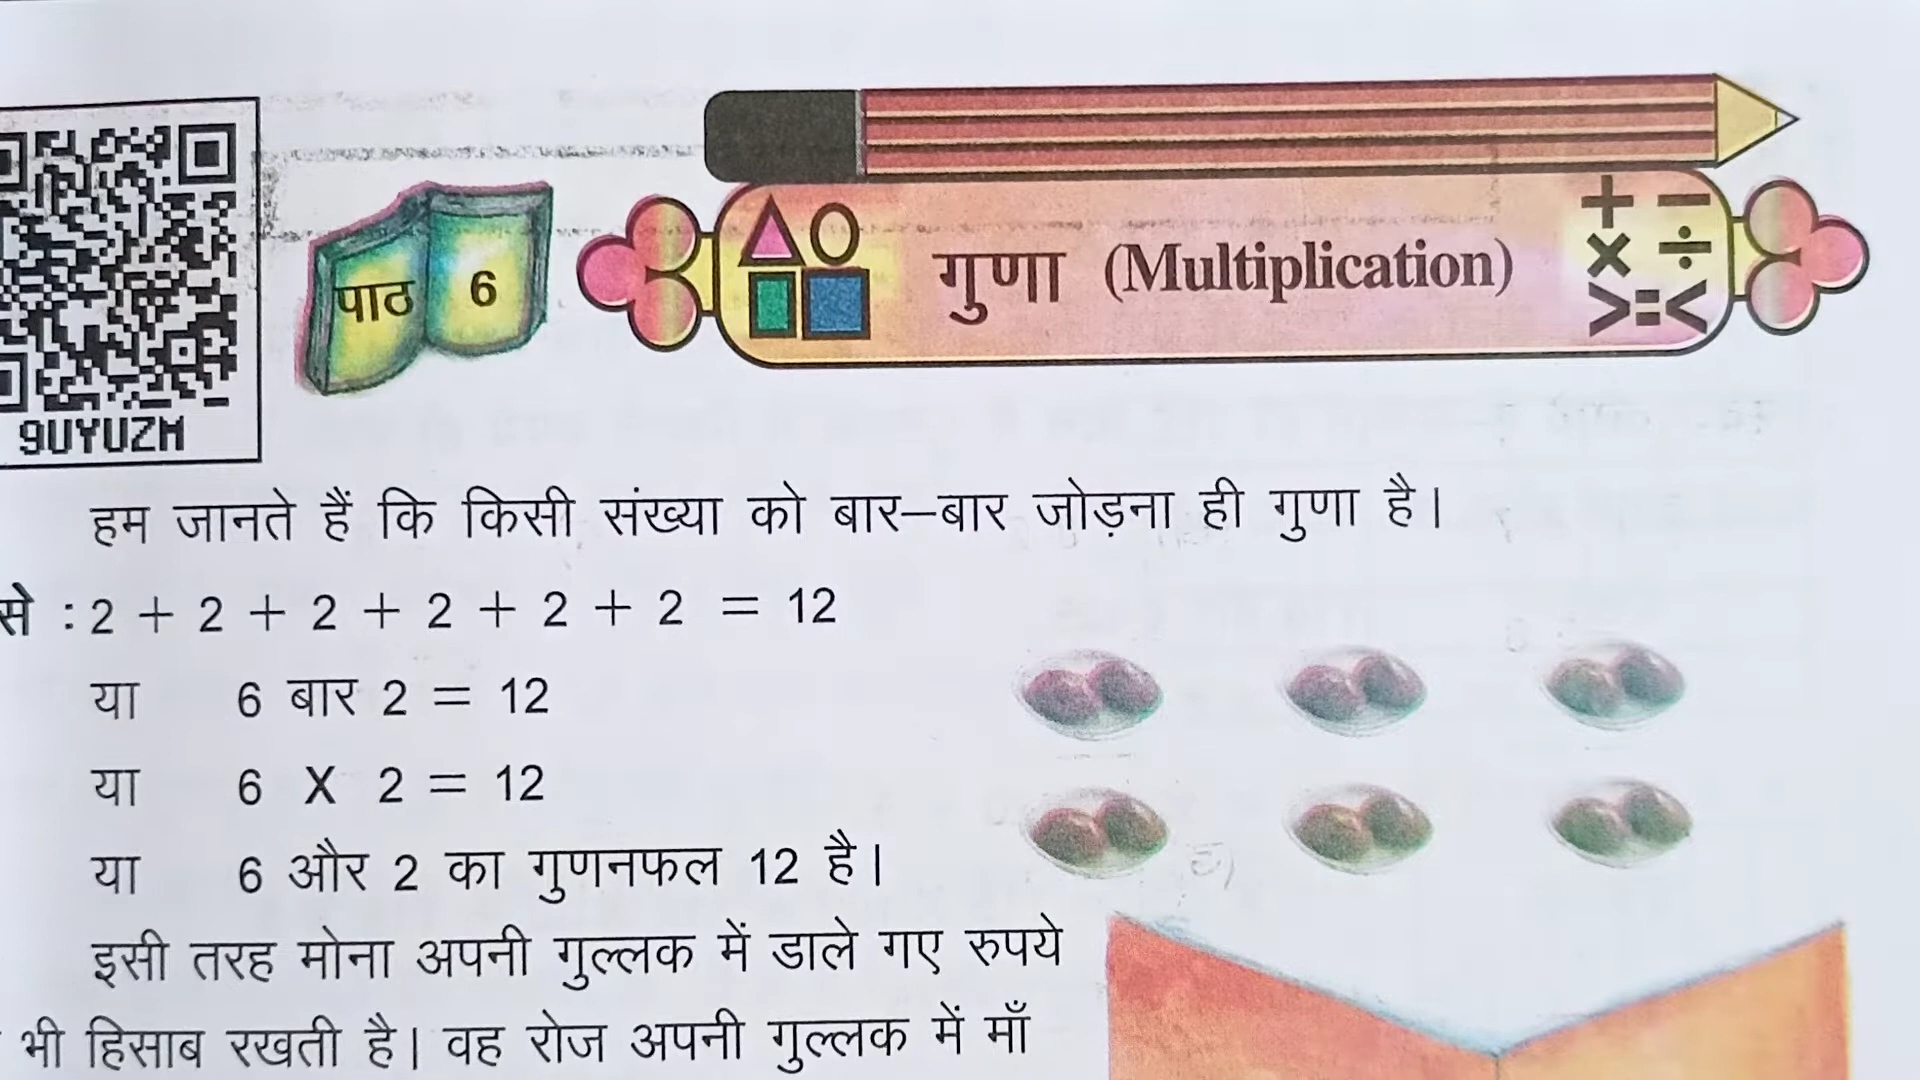 9UYUZM
पाठ 6
गुणा (Multiplication)
+ −
× ÷
> = <
हम जानते हैं कि किसी संख्या को बार–बार जोड़ना ही गुणा है।
से : 2 + 2 + 2 + 2 + 2 + 2 = 12
या 6 बार 2 = 12
या 6 X 2 = 12
या 6 और 2 का गुणनफल 12 है।
इसी तरह मोना अपनी गुल्लक में डाले गए रुपये
भी हिसाब रखती है। वह रोज अपनी गुल्लक में माँ